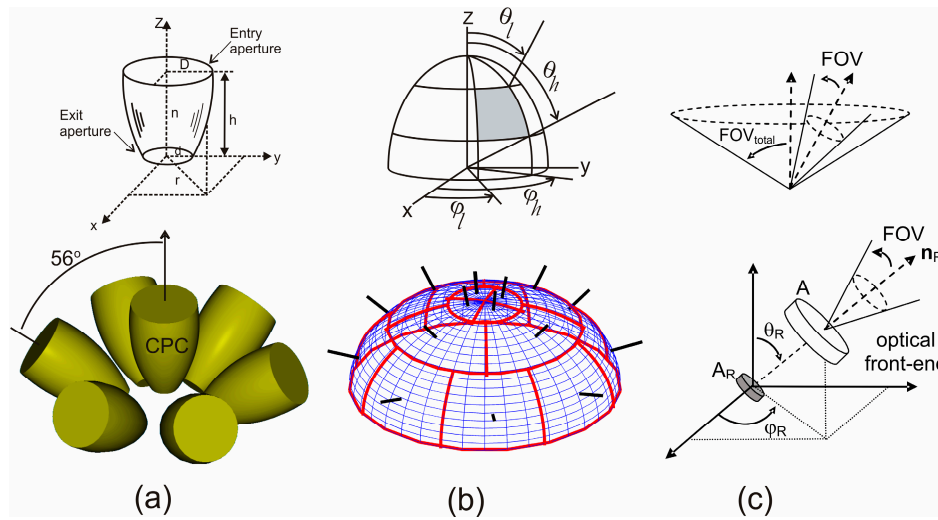 Z
Entry
aperture
D
n
h
Exit
aperture
d
y
r
x
56º
CPC
(a)
Z
θl
θh
y
x
φl
φh
(b)
FOV
FOVtotal
FOV
nR
A
θR
optical
front-end
AR
φR
(c)